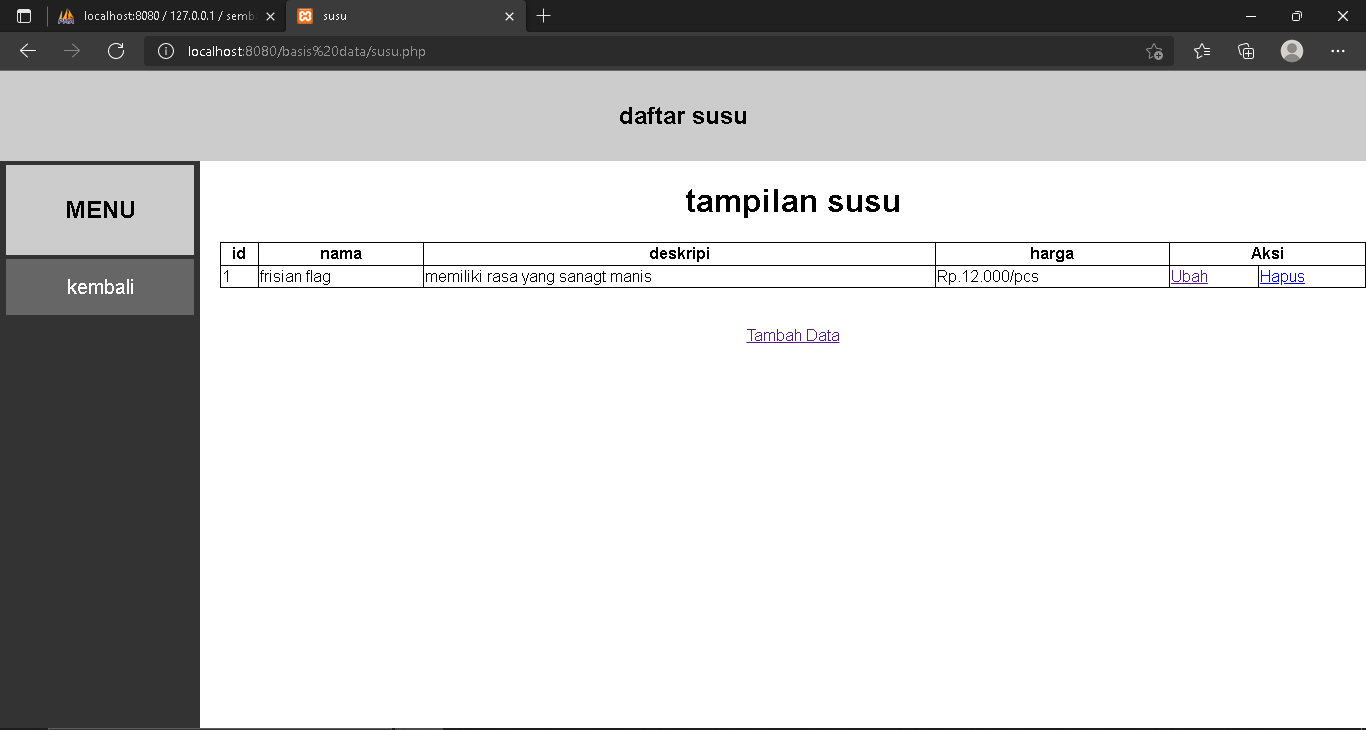 localhost:8080 / 127.0.0.1 / semb
susu
localhost:8080/basis%20data/susu.php
daftar susu
MENU
kembali
tampilan susu
id nama deskripi harga Aksi
1 frisian flag memiliki rasa yang sanagt manis Rp.12.000/pcs Ubah Hapus
Tambah Data